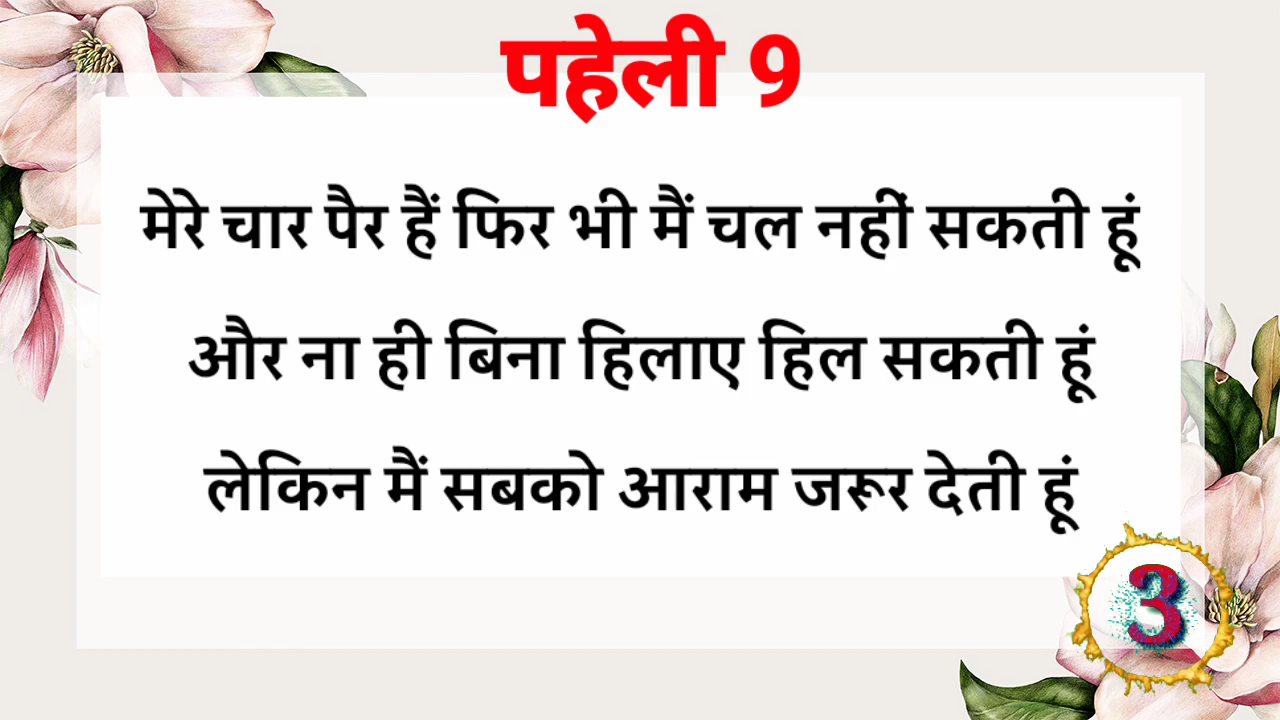 पहेली 9
मेरे चार पैर हैं फिर भी मैं चल नहीं सकती हूं
और ना ही बिना हिलाए हिल सकती हूं
लेकिन मैं सबको आराम जरूर देती हूं
3